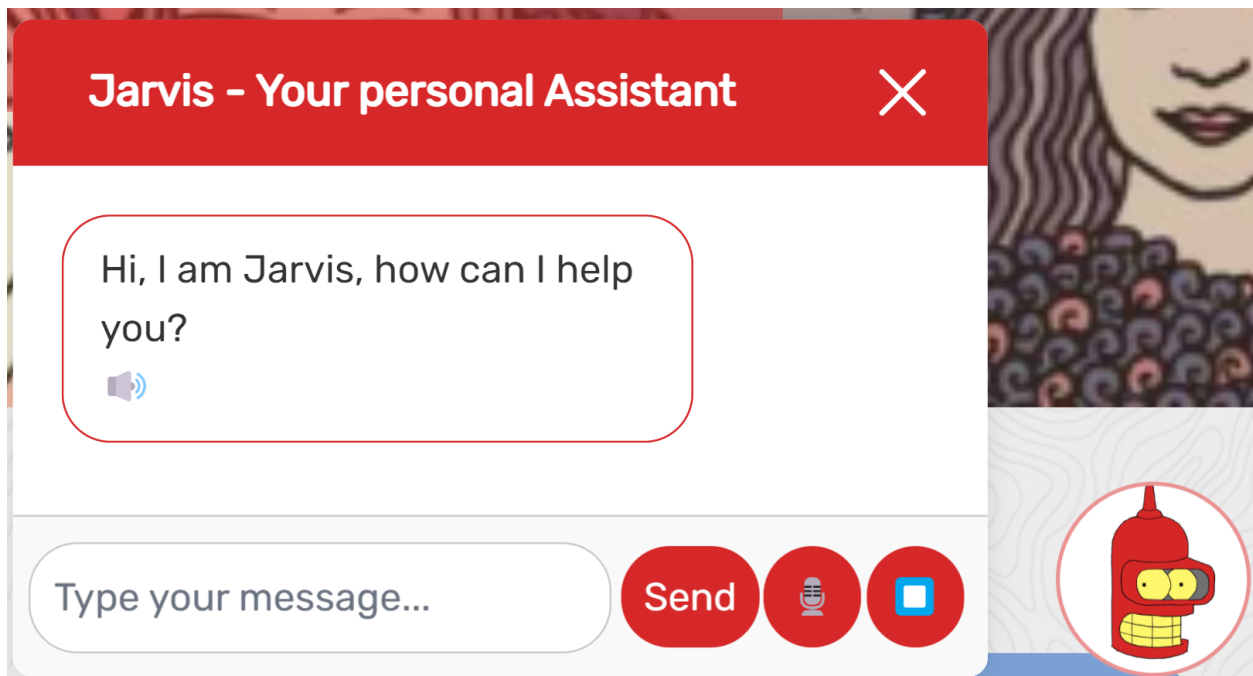 Jarvis - Your personal Assistant
Hi, I am Jarvis, how can I help
you?
Type your message...
Send